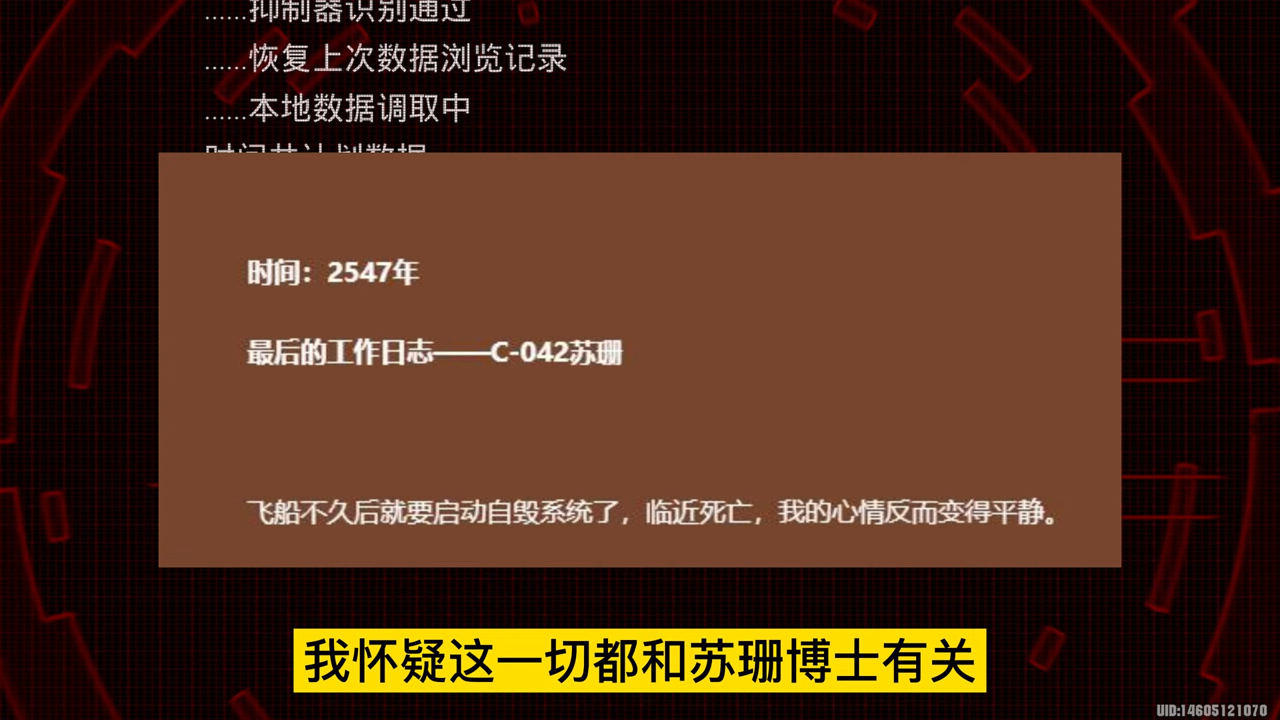 ......抑制器识别通过
......恢复上次数据浏览记录
......本地数据调取中
时间:2547年
最后的工作日志——C-042苏珊
飞船不久后就要启动自毁系统了,临近死亡,我的心情反而变得平静。
我怀疑这一切都和苏珊博士有关
UID:14605121070